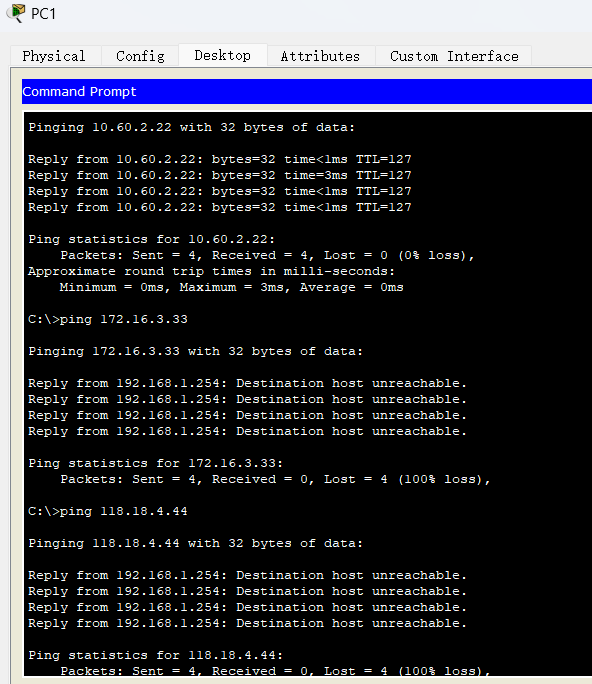 PC1
Physical Config Desktop Attributes Custom Interface
Command Prompt
Pinging 10.60.2.22 with 32 bytes of data:
Reply from 10.60.2.22: bytes=32 time<1ms TTL=127
Reply from 10.60.2.22: bytes=32 time=3ms TTL=127
Reply from 10.60.2.22: bytes=32 time<1ms TTL=127
Reply from 10.60.2.22: bytes=32 time<1ms TTL=127
Ping statistics for 10.60.2.22:
Packets: Sent = 4, Received = 4, Lost = 0 (0% loss),
Approximate round trip times in milli-seconds:
Minimum = 0ms, Maximum = 3ms, Average = 0ms
C:\>ping 172.16.3.33
Pinging 172.16.3.33 with 32 bytes of data:
Reply from 192.168.1.254: Destination host unreachable.
Reply from 192.168.1.254: Destination host unreachable.
Reply from 192.168.1.254: Destination host unreachable.
Reply from 192.168.1.254: Destination host unreachable.
Ping statistics for 172.16.3.33:
Packets: Sent = 4, Received = 0, Lost = 4 (100% loss),
C:\>ping 118.18.4.44
Pinging 118.18.4.44 with 32 bytes of data:
Reply from 192.168.1.254: Destination host unreachable.
Reply from 192.168.1.254: Destination host unreachable.
Reply from 192.168.1.254: Destination host unreachable.
Reply from 192.168.1.254: Destination host unreachable.
Ping statistics for 118.18.4.44:
Packets: Sent = 4, Received = 0, Lost = 4 (100% loss),